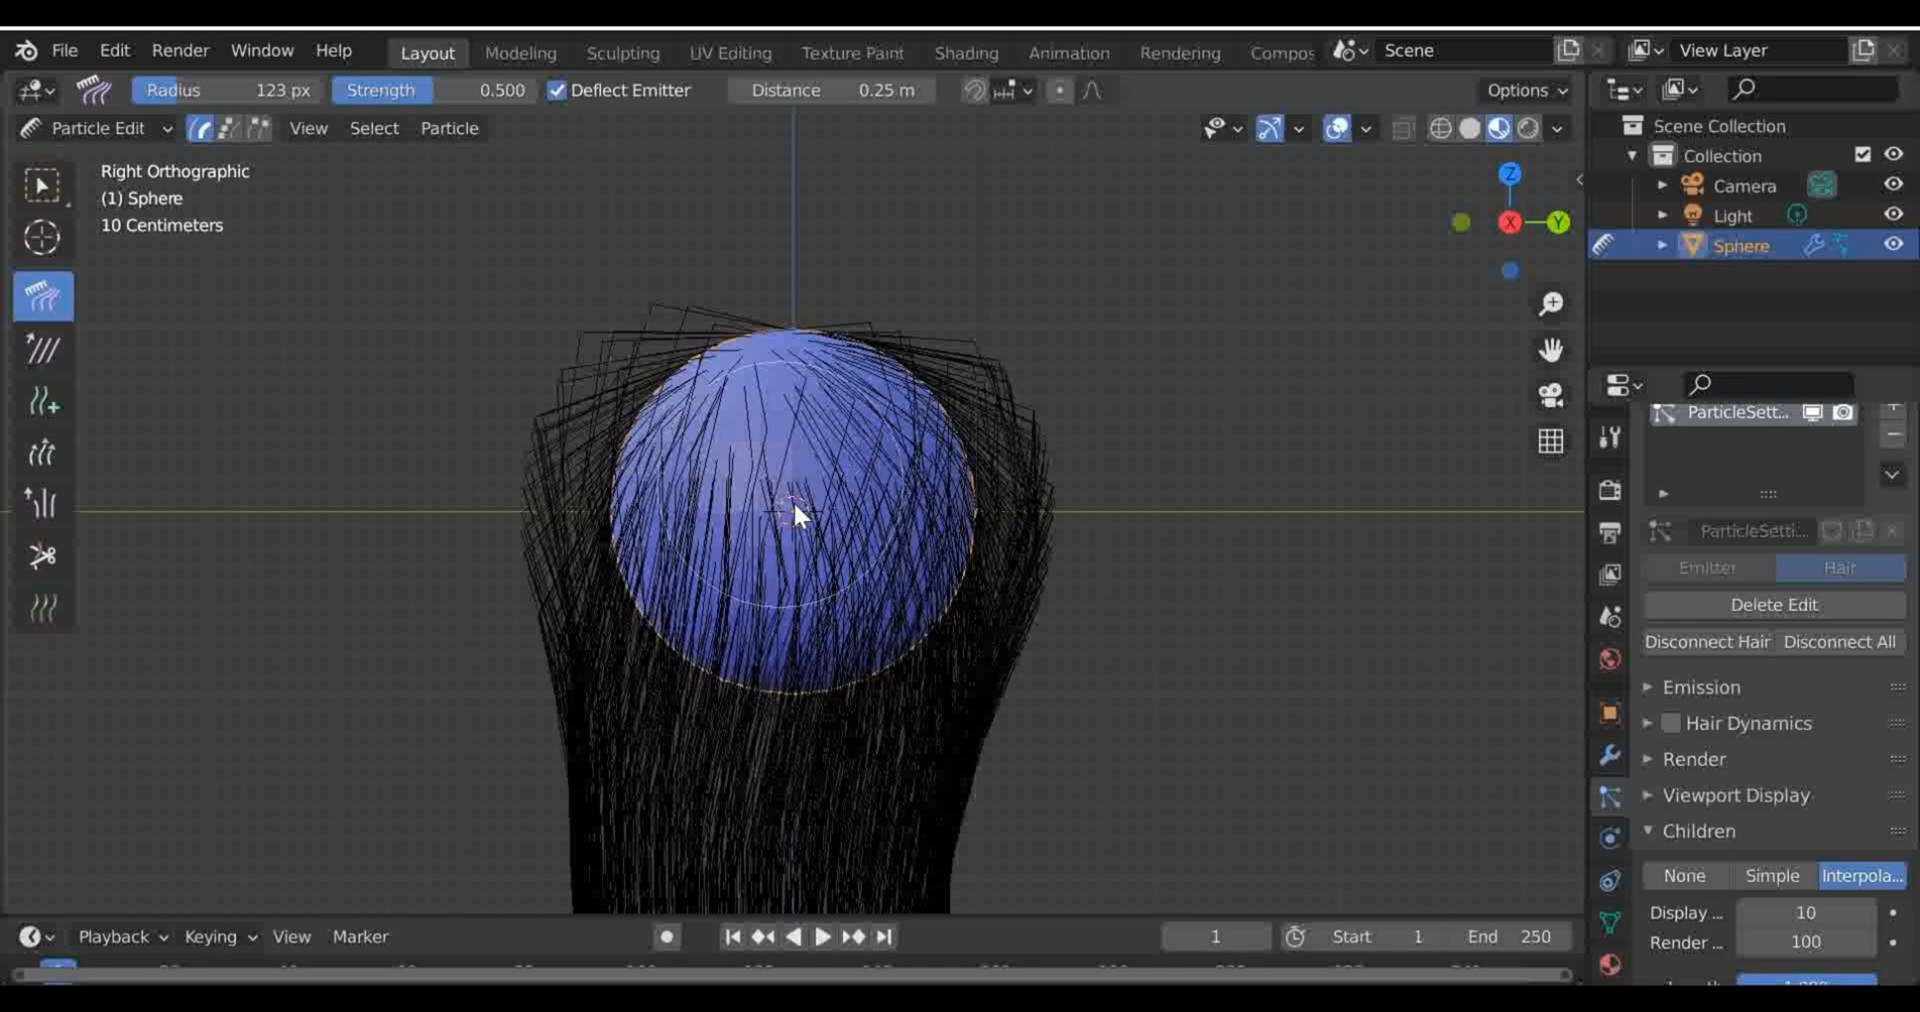 File Edit Render Window Help Layout Modeling Sculpting UV Editing Texture Paint Shading Animation Rendering Compos Scene View Layer
Radius 123 px Strength 0.500 Deflect Emitter Distance 0.25 m Options
Particle Edit View Select Particle
Scene Collection
Collection
Camera
Light
Sphere
Right Orthographic
(1) Sphere
10 Centimeters
Z
X Y
ParticleSett...
ParticleSetti...
Emitter Hair
Delete Edit
Disconnect Hair Disconnect All
Emission
Hair Dynamics
Render
Viewport Display
Children
None Simple Interpola...
Display ... 10
Render ... 100
Playback Keying View Marker 1 Start 1 End 250